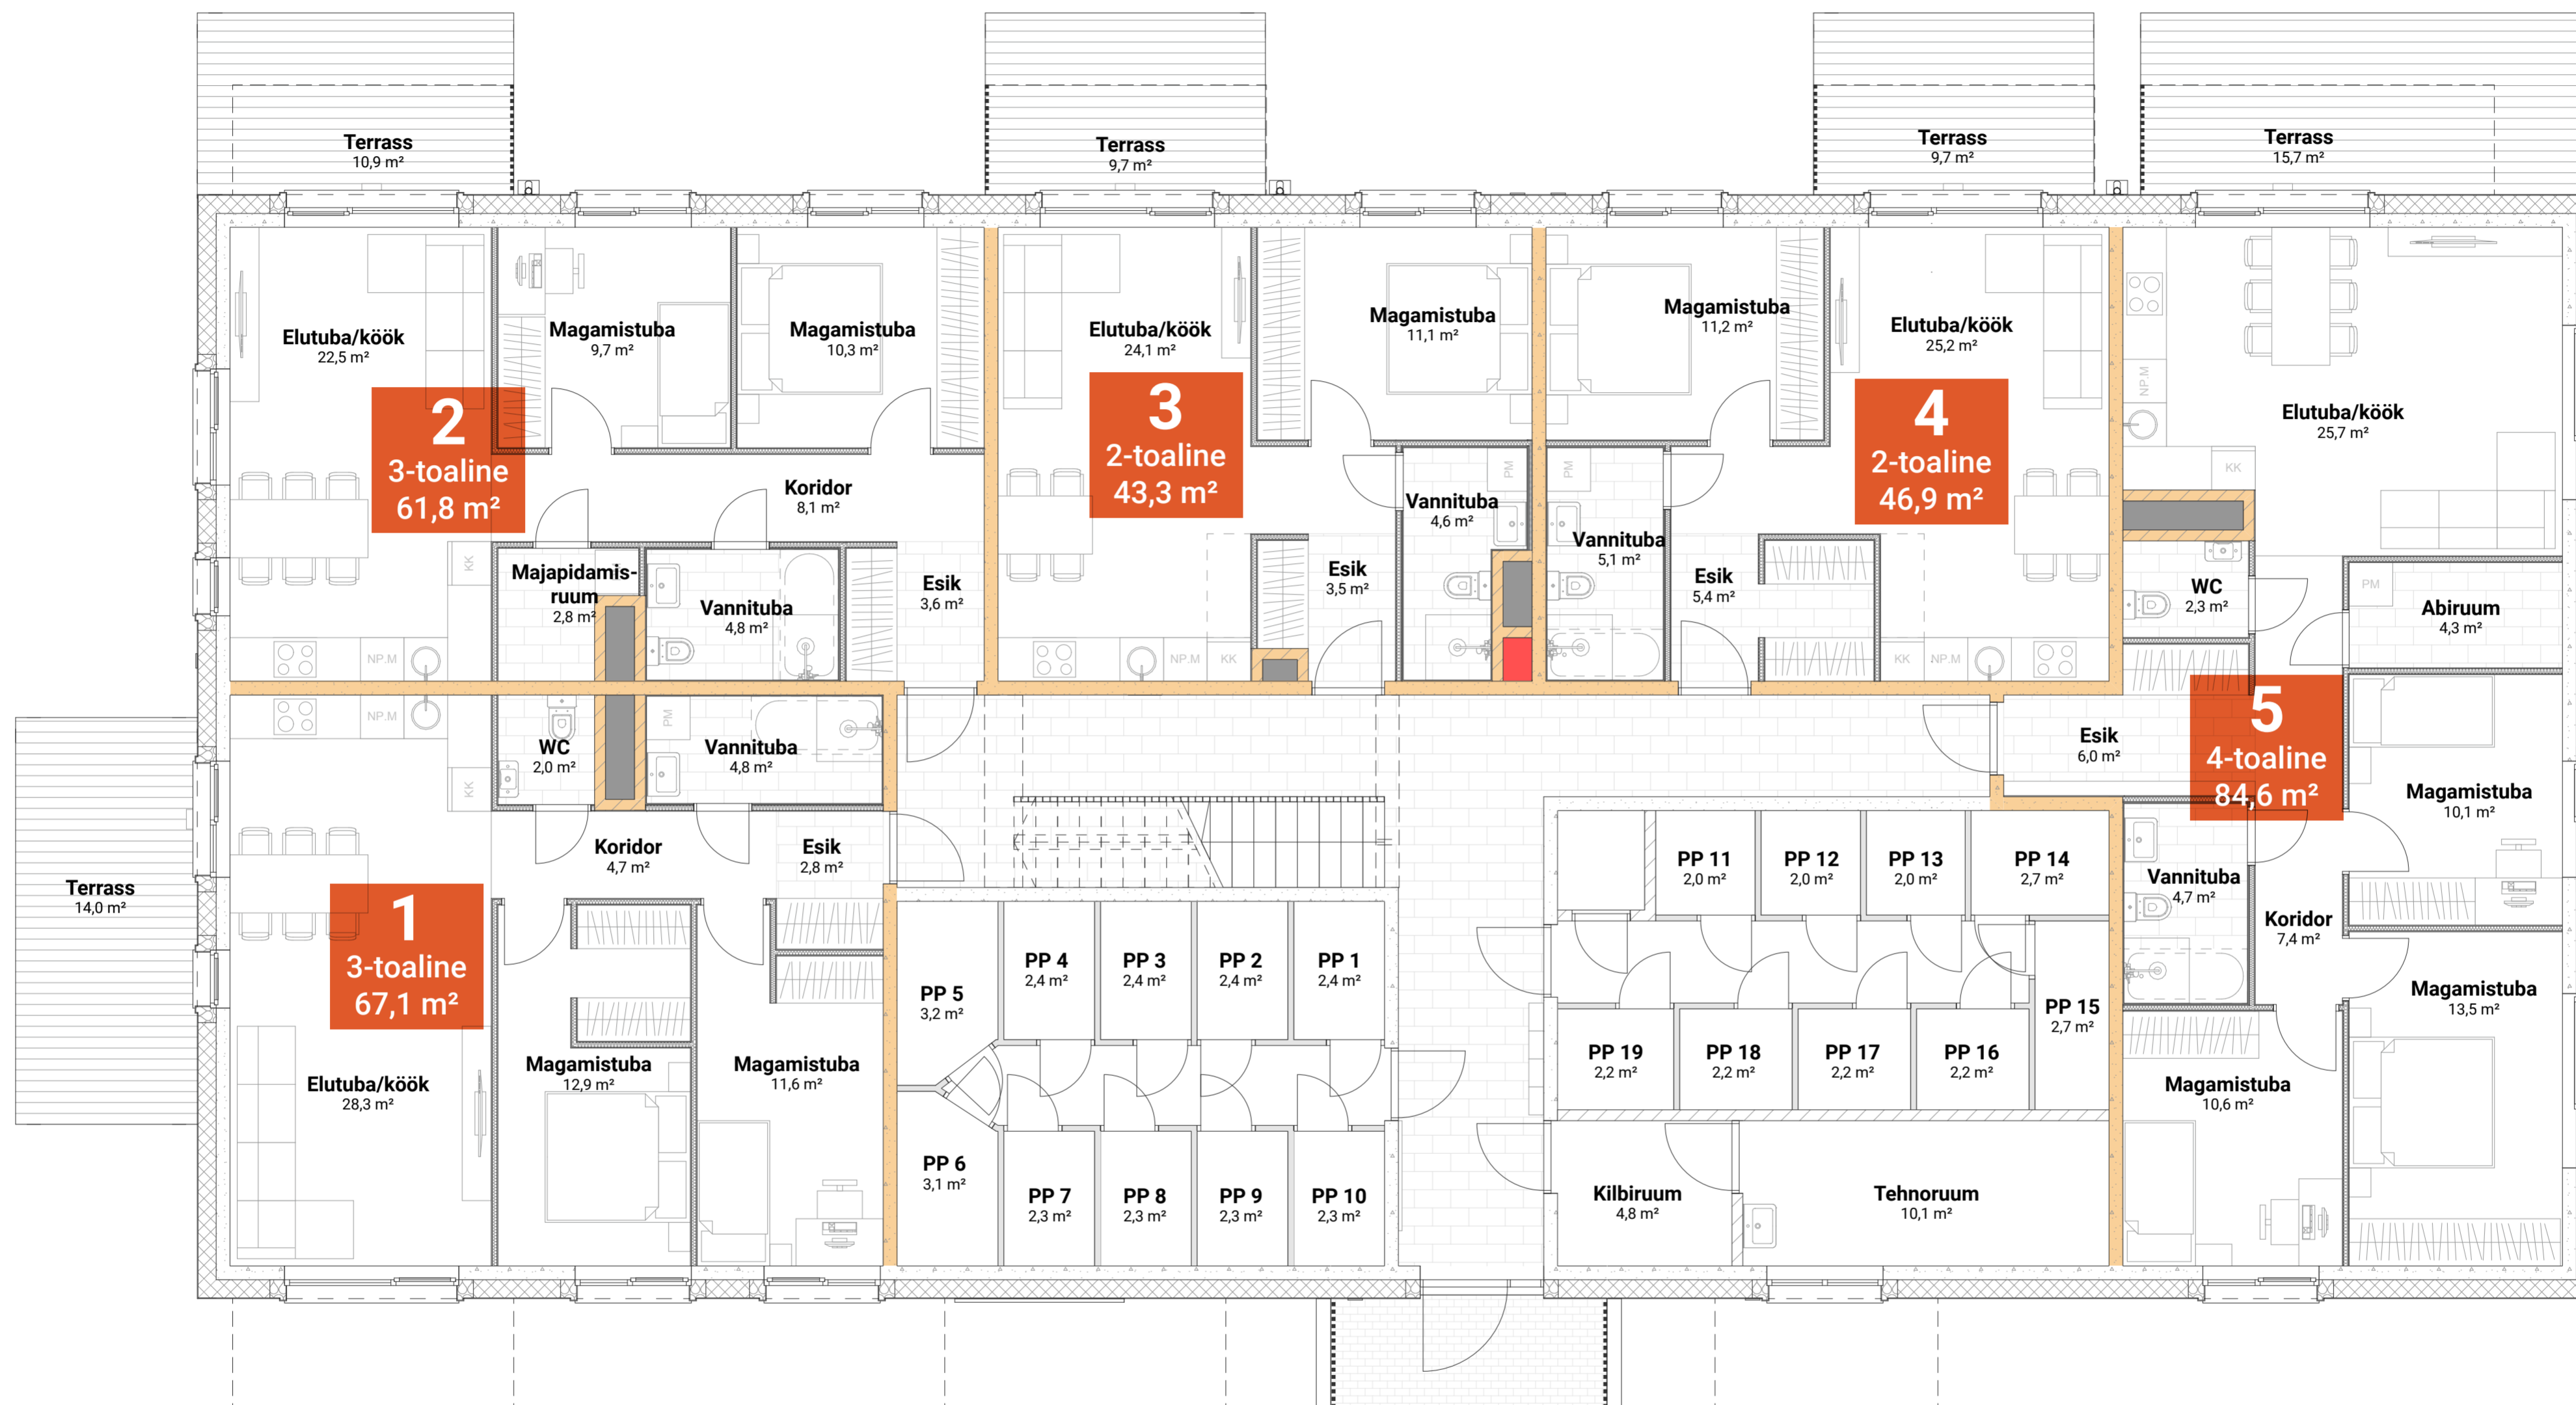 Terrass
10,9 m²
Terrass
9,7 m²
Terrass
9,7 m²
Terrass
15,7 m²
Elutuba/köök
22,5 m²
Magamistuba
9,7 m²
Magamistuba
10,3 m²
2
3-toaline
61,8 m²
Koridor
8,1 m²
Majapidamis-
ruum
2,8 m²
Vannituba
4,8 m²
Esik
3,6 m²
KK
NP.M
Elutuba/köök
24,1 m²
Magamistuba
11,1 m²
3
2-toaline
43,3 m²
Vannituba
4,6 m²
PM
Esik
3,5 m²
NP.M
KK
Magamistuba
11,2 m²
Elutuba/köök
25,2 m²
4
2-toaline
46,9 m²
PM
Vannituba
5,1 m²
Esik
5,4 m²
KK
NP.M
NP.M
Elutuba/köök
25,7 m²
KK
WC
2,3 m²
PM
Abiruum
4,3 m²
5
4-toaline
84,6 m²
Esik
6,0 m²
Magamistuba
10,1 m²
Vannituba
4,7 m²
Koridor
7,4 m²
Magamistuba
13,5 m²
Magamistuba
10,6 m²
NP.M
KK
WC
2,0 m²
PM
Vannituba
4,8 m²
Koridor
4,7 m²
Esik
2,8 m²
Terrass
14,0 m²
1
3-toaline
67,1 m²
Elutuba/köök
28,3 m²
Magamistuba
12,9 m²
Magamistuba
11,6 m²
PP 5
3,2 m²
PP 4
2,4 m²
PP 3
2,4 m²
PP 2
2,4 m²
PP 1
2,4 m²
PP 6
3,1 m²
PP 7
2,3 m²
PP 8
2,3 m²
PP 9
2,3 m²
PP 10
2,3 m²
PP 11
2,0 m²
PP 12
2,0 m²
PP 13
2,0 m²
PP 14
2,7 m²
PP 15
2,7 m²
PP 19
2,2 m²
PP 18
2,2 m²
PP 17
2,2 m²
PP 16
2,2 m²
Kilbiruum
4,8 m²
Tehnoruum
10,1 m²